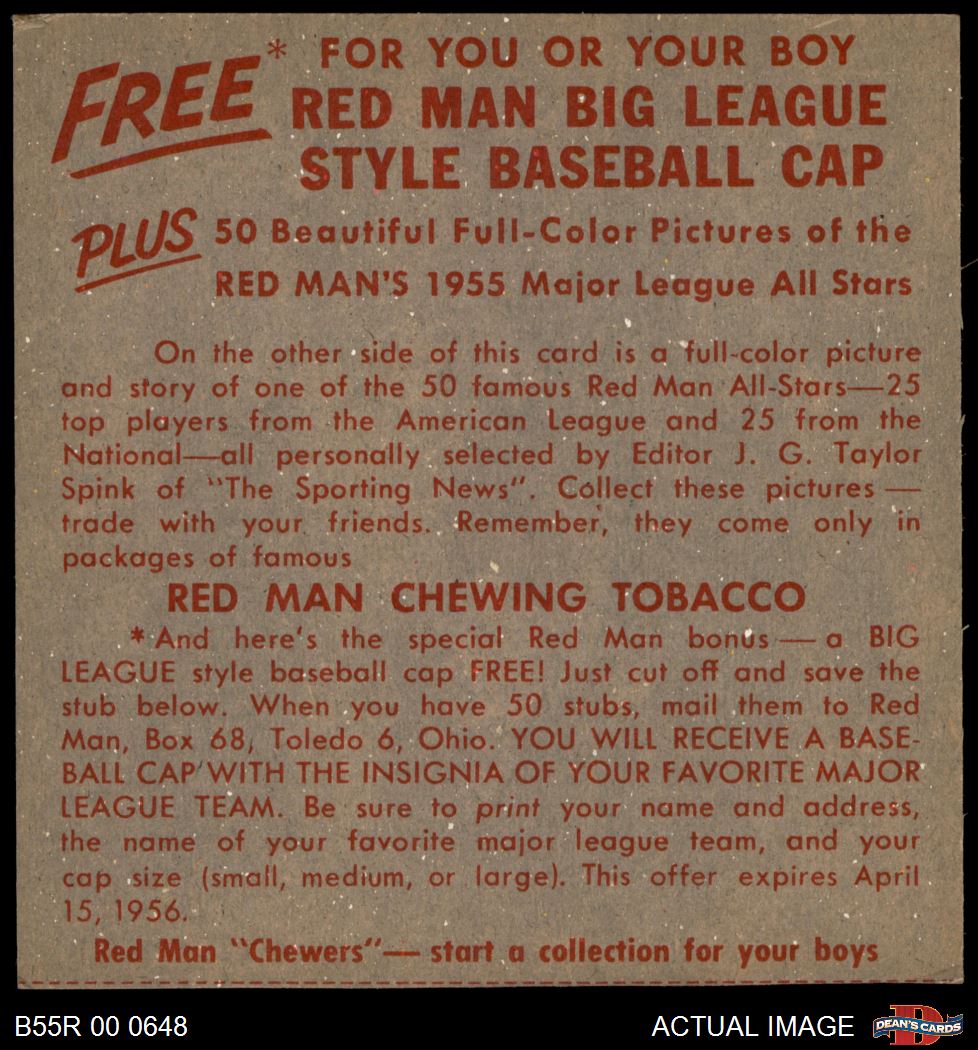 FREE* FOR YOU OR YOUR BOY
RED MAN BIG LEAGUE
STYLE BASEBALL CAP
PLUS 50 Beautiful Full-Color Pictures of the
RED MAN'S 1955 Major League All Stars
On the other side of this card is a full-color picture
and story of one of the 50 famous Red Man All-Stars—25
top players from the American League and 25 from the
National—all personally selected by Editor J. G. Taylor
Spink of "The Sporting News". Collect these pictures —
trade with your friends. Remember, they come only in
packages of famous
RED MAN CHEWING TOBACCO
*And here's the special Red Man bonus — a BIG
LEAGUE style baseball cap FREE! Just cut off and save the
stub below. When you have 50 stubs, mail them to Red
Man, Box 68, Toledo 6, Ohio. YOU WILL RECEIVE A BASE-
BALL CAP WITH THE INSIGNIA OF YOUR FAVORITE MAJOR
LEAGUE TEAM. Be sure to print your name and address,
the name of your favorite major league team, and your
cap size (small, medium, or large). This offer expires April
15, 1956.
Red Man "Chewers"— start a collection for your boys
B55R 00 0648
ACTUAL IMAGE
D
DEAN'S CARDS